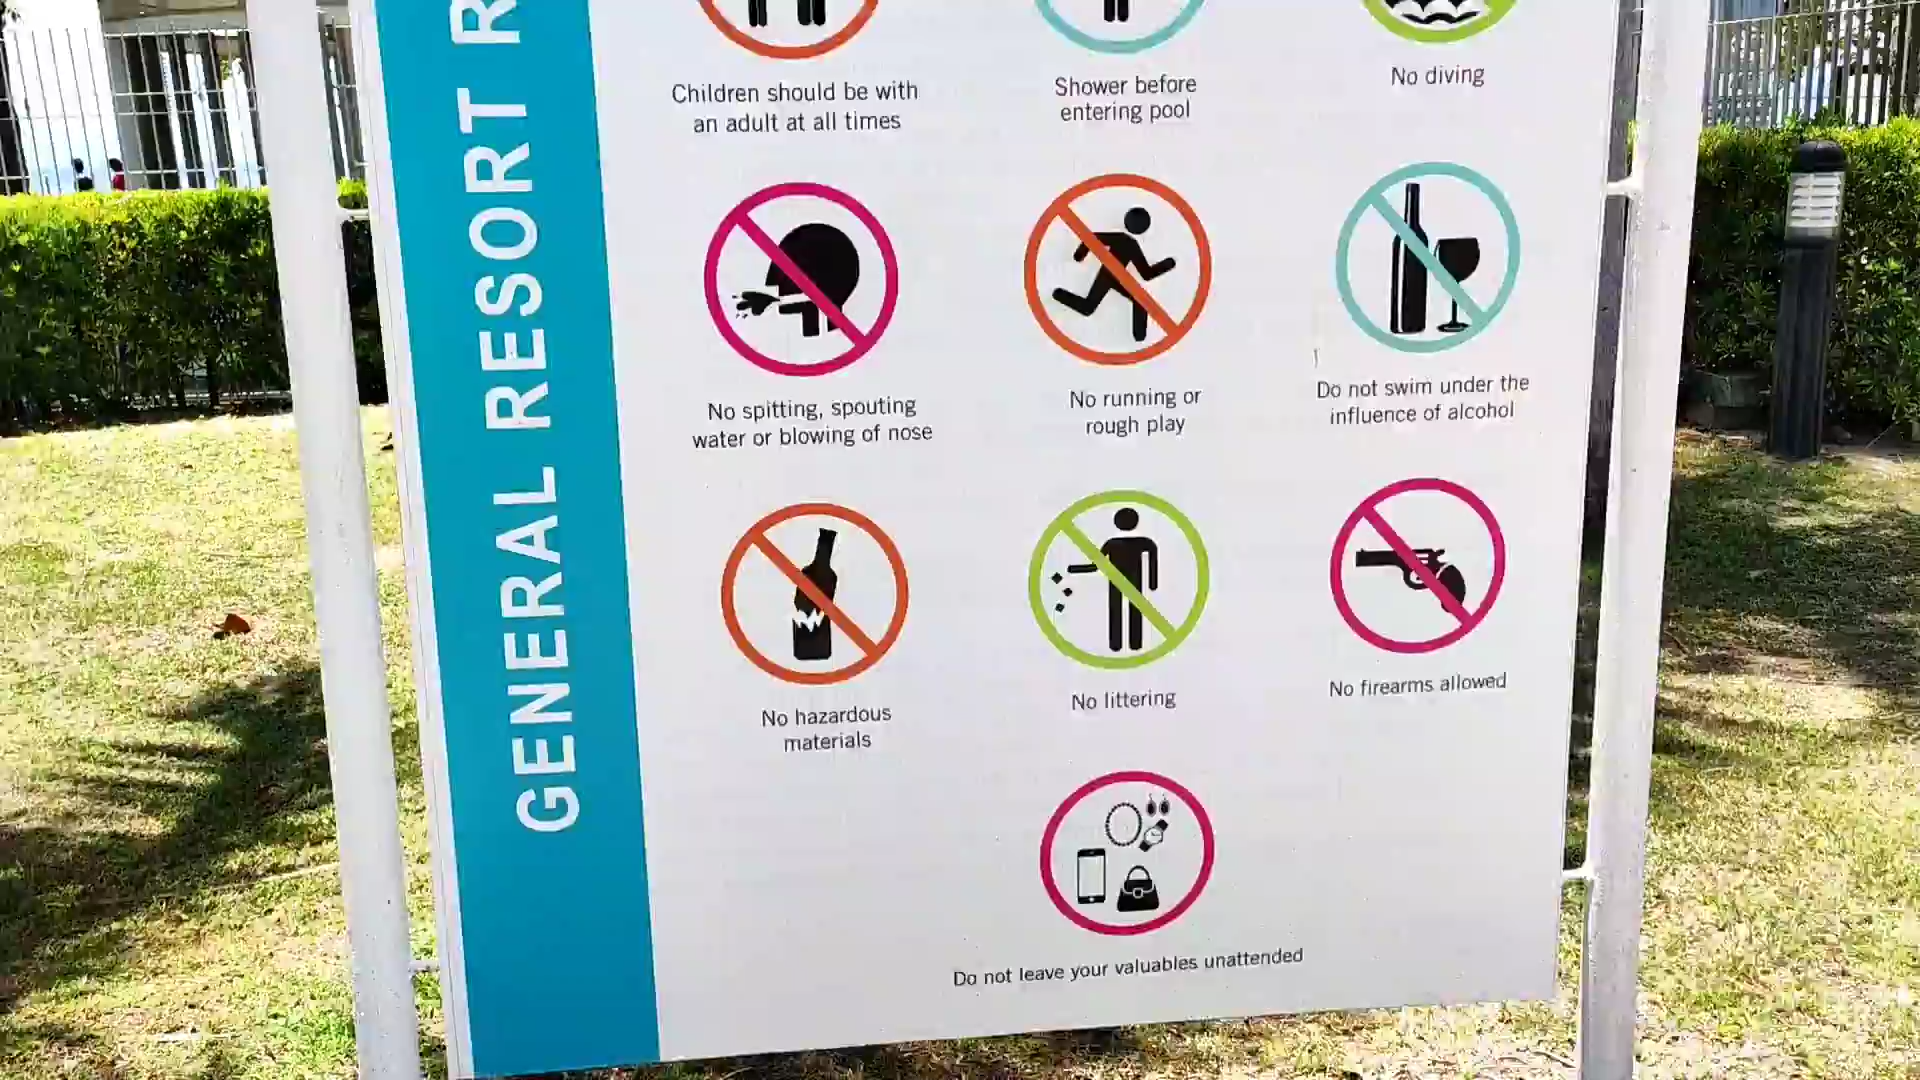 GENERAL RESORT
Children should be with
an adult at all times
Shower before
entering pool
No diving
No spitting, spouting
water or blowing of nose
No running or
rough play
Do not swim under the
influence of alcohol
No hazardous
materials
No littering
No firearms allowed
Do not leave your valuables unattended